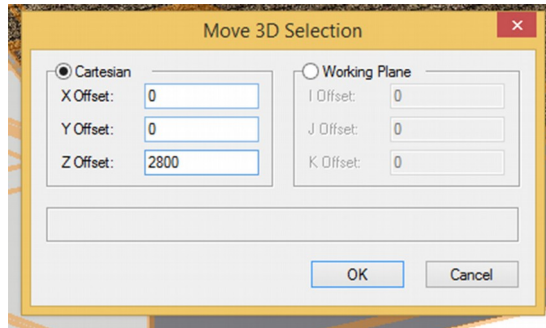 Move 3D Selection
Cartesian
X Offset: 0
Y Offset: 0
Z Offset: 2800
Working Plane
I Offset: 0
J Offset: 0
K Offset: 0
OK
Cancel